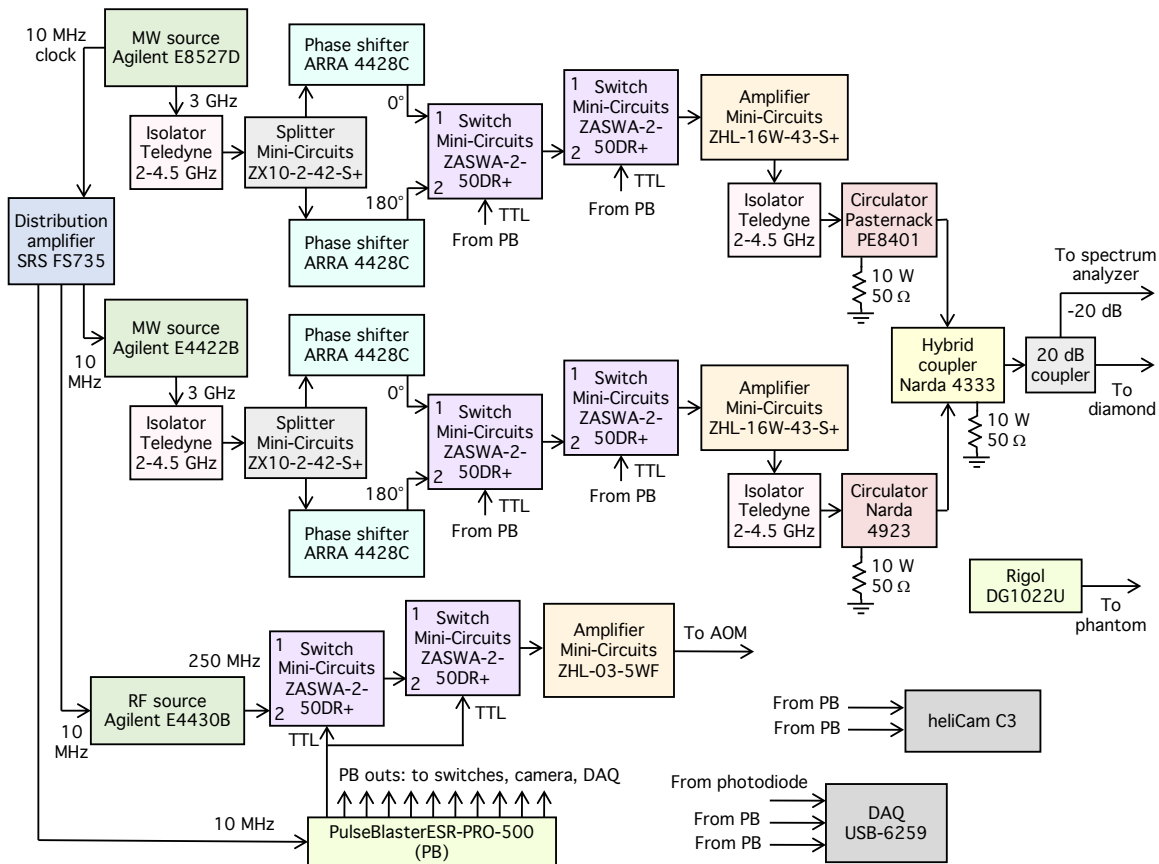 10 MHz
clock
MW source
Agilent E8527D
3 GHz
Isolator
Teledyne
2-4.5 GHz
Splitter
Mini-Circuits
ZX10-2-42-S+
Phase shifter
ARRA 4428C
0°
180°
Phase shifter
ARRA 4428C
1
2
Switch
Mini-Circuits
ZASWA-2-
50DR+
TTL
From PB
1
2
Switch
Mini-Circuits
ZASWA-2-
50DR+
TTL
From PB
Amplifier
Mini-Circuits
ZHL-16W-43-S+
Isolator
Teledyne
2-4.5 GHz
Circulator
Pasternack
PE8401
10 W
50 Ω
Distribution
amplifier
SRS FS735
10
MHz
MW source
Agilent E4422B
3 GHz
Isolator
Teledyne
2-4.5 GHz
Splitter
Mini-Circuits
ZX10-2-42-S+
Phase shifter
ARRA 4428C
0°
180°
Phase shifter
ARRA 4428C
1
2
Switch
Mini-Circuits
ZASWA-2-
50DR+
TTL
From PB
1
2
Switch
Mini-Circuits
ZASWA-2-
50DR+
TTL
From PB
Amplifier
Mini-Circuits
ZHL-16W-43-S+
Isolator
Teledyne
2-4.5 GHz
Circulator
Narda
4923
10 W
50 Ω
Hybrid
coupler
Narda 4333
10 W
50 Ω
20 dB
coupler
To spectrum
analyzer
-20 dB
To
diamond
Rigol
DG1022U
To
phantom
10
MHz
RF source
Agilent E4430B
250 MHz
1
2
Switch
Mini-Circuits
ZASWA-2-
50DR+
TTL
1
2
Switch
Mini-Circuits
ZASWA-2-
50DR+
TTL
Amplifier
Mini-Circuits
ZHL-03-5WF
To AOM
PB outs: to switches, camera, DAQ
10 MHz
PulseBlasterESR-PRO-500
(PB)
From PB
From PB
heliCam C3
From photodiode
From PB
From PB
DAQ
USB-6259